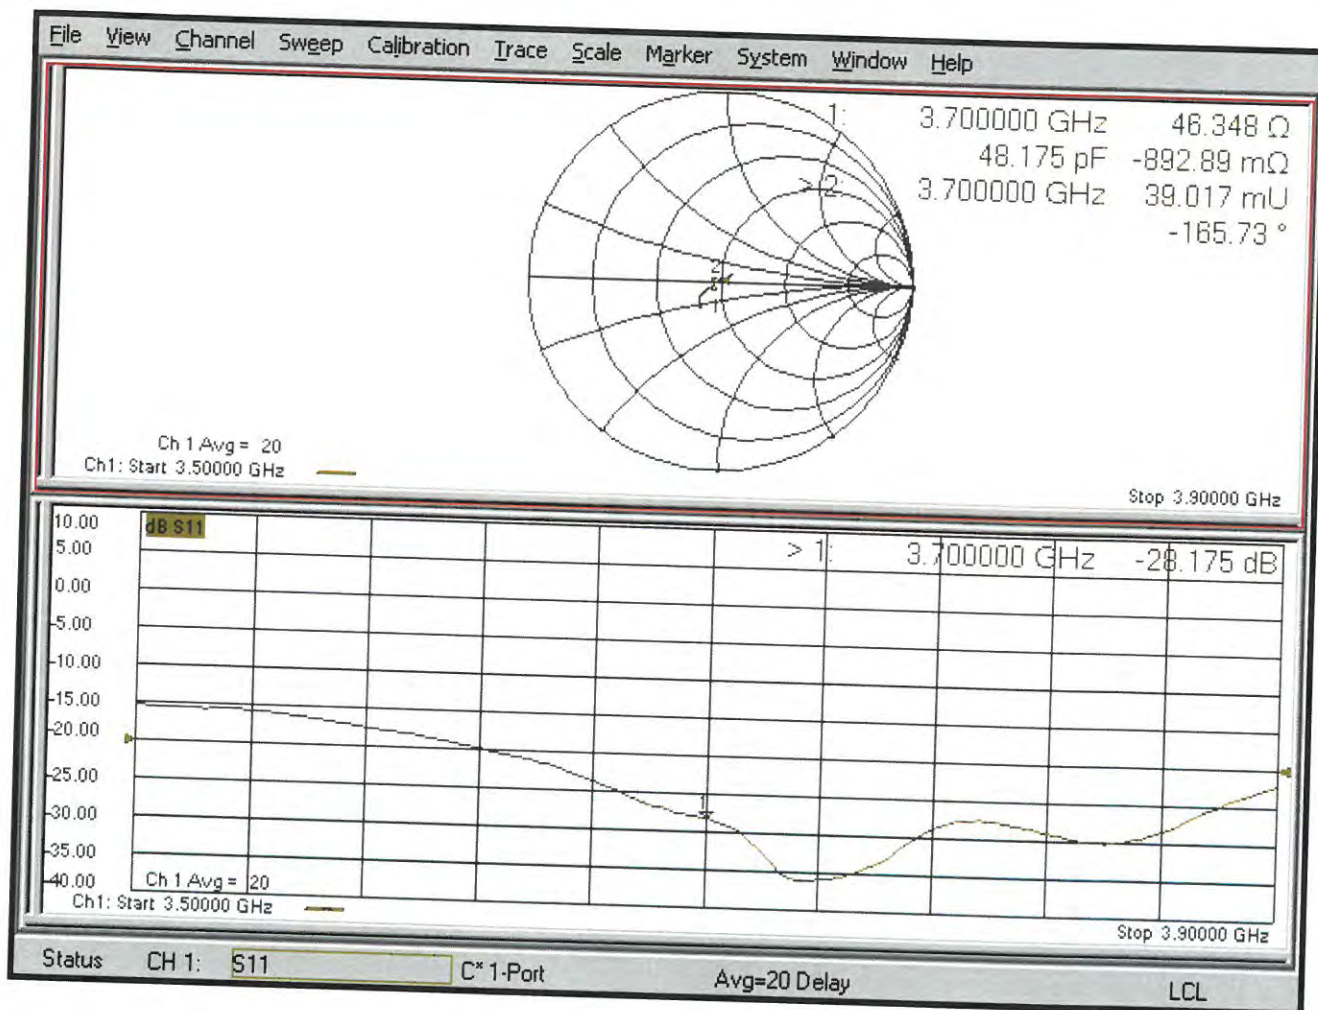 File View Channel Sweep Calibration Trace Scale Marker System Window Help
1: 3.700000 GHz 46.348 Ω
48.175 pF -892.89 mΩ
> 2: 3.700000 GHz 39.017 mU
-165.73 °
2
1
Ch 1 Avg = 20
Ch1: Start 3.50000 GHz
Stop 3.90000 GHz
10.00
dB S11
> 1: 3.700000 GHz -28.175 dB
5.00
0.00
-5.00
-10.00
-15.00
-20.00
-25.00
-30.00
-35.00
-40.00
1
Ch 1 Avg = 20
Ch1: Start 3.50000 GHz
Stop 3.90000 GHz
Status CH 1: S11 C* 1-Port Avg=20 Delay LCL